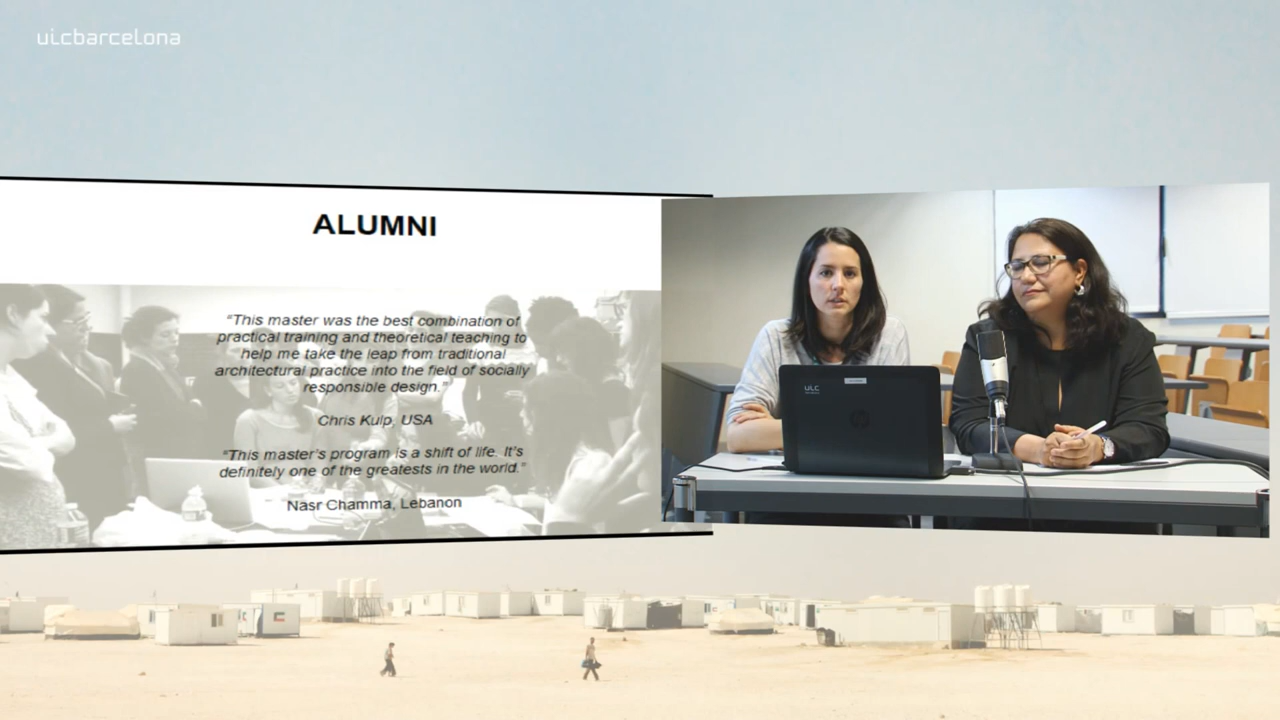 uicbarcelona
ALUMNI
“This master was the best combination of
practical training and theoretical teaching to
help me take the leap from traditional
architectural practice into the field of socially
responsible design.”
Chris Kulp, USA
“This master's program is a shift of life. It's
definitely one of the greatests in the world.”
Nasr Chamma, Lebanon
uic